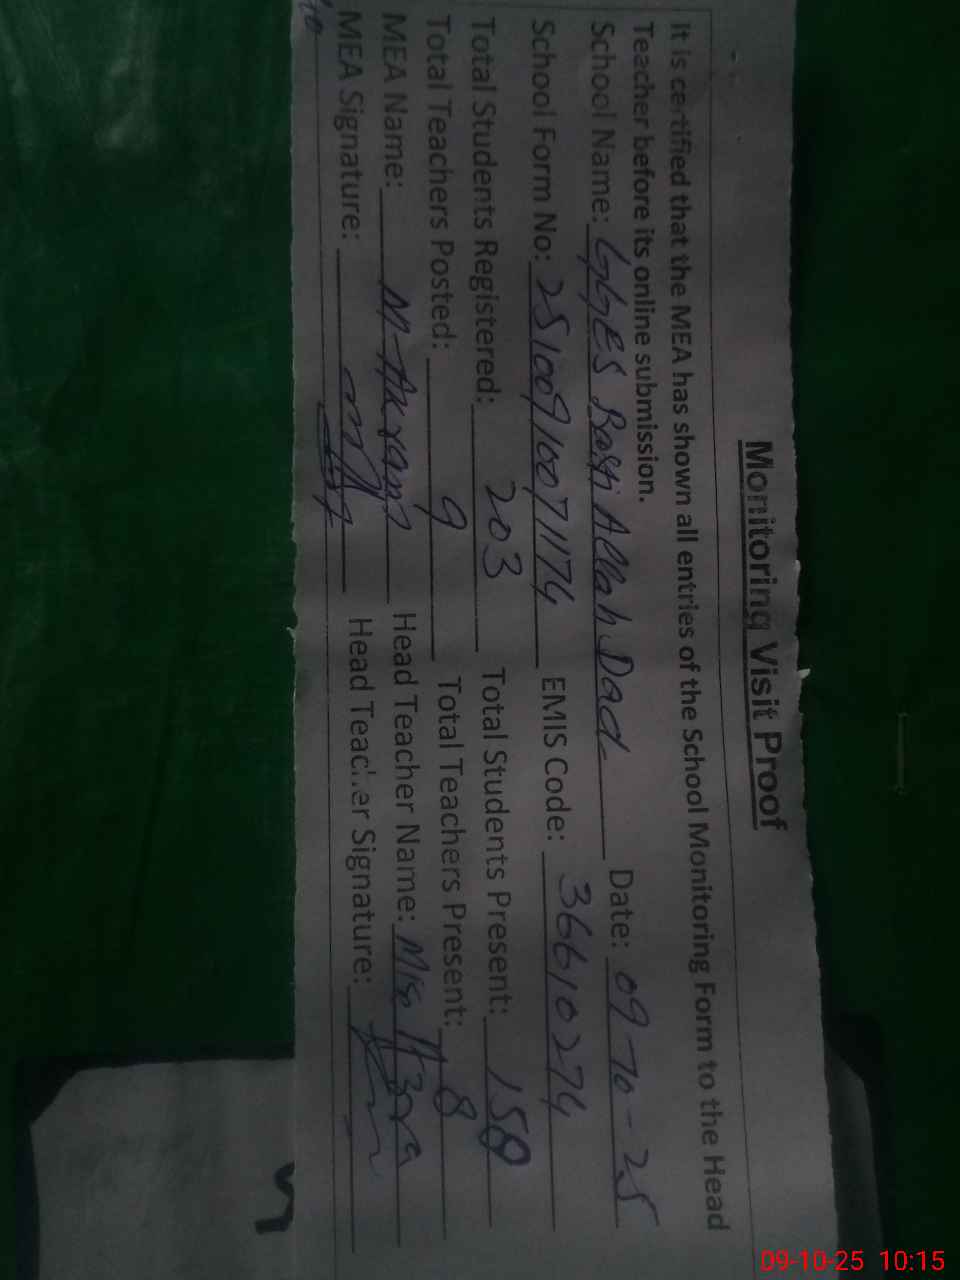 Monitoring Visit Proof
It is certified that the MEA has shown all entries of the School Monitoring Form to the Head
Teacher before its online submission.
School Name: GGES Basti Allah Dad Date: 09-10-25
School Form No: 25100910071174 EMIS Code: 36610274
Total Students Registered: 203 Total Students Present: 158
Total Teachers Posted: 9 Total Teachers Present: 8
MEA Name: M-Akram Head Teacher Name: Miss Azra
MEA Signature: Head Teacher Signature:
09-10-25 10:15